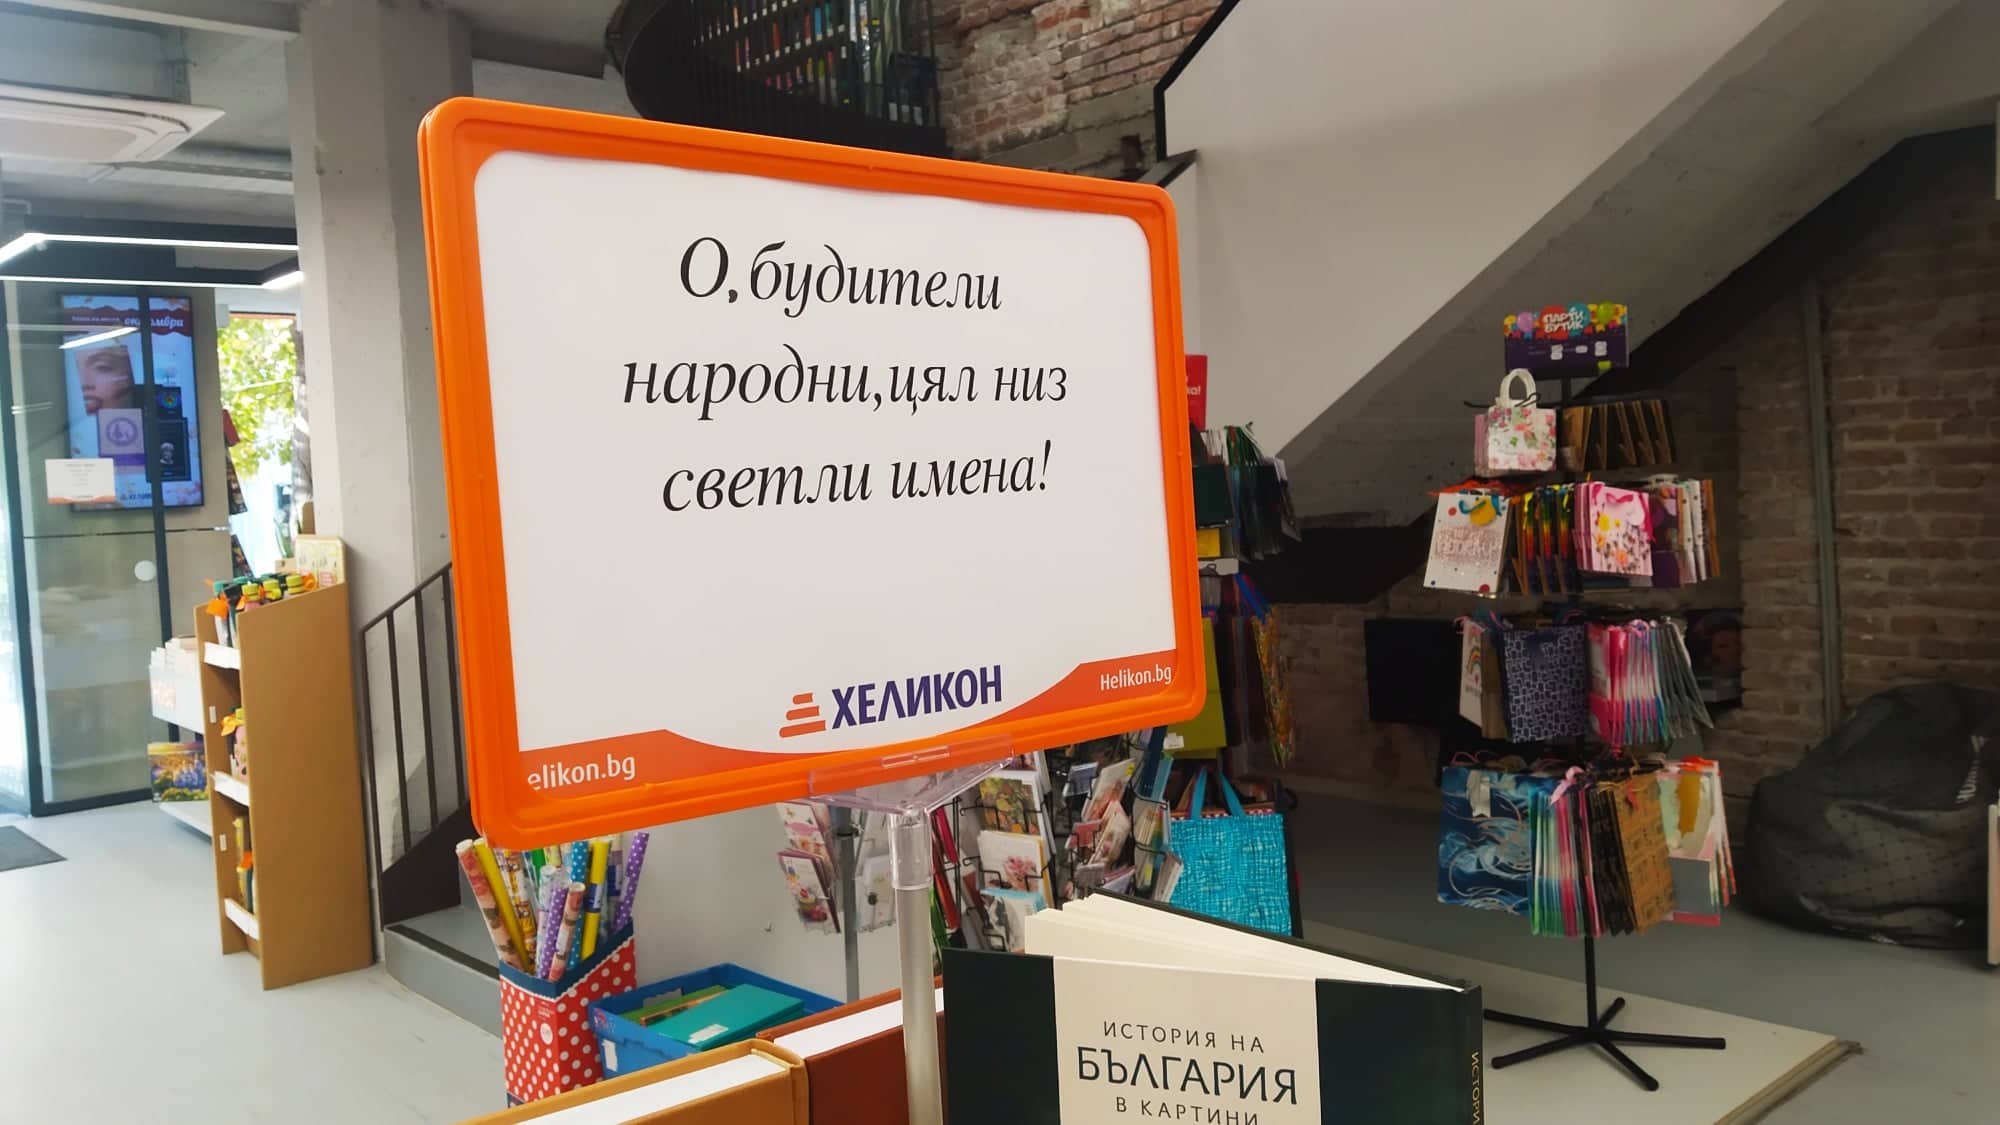 О, будители
народни, цял низ
светли имена!
ХЕЛИКОН
Helikon.bg
elikon.bg
ПАРТИ
БУТИК
ИСТОРИЯ НА
БЪЛГАРИЯ
В КАРТИНИ